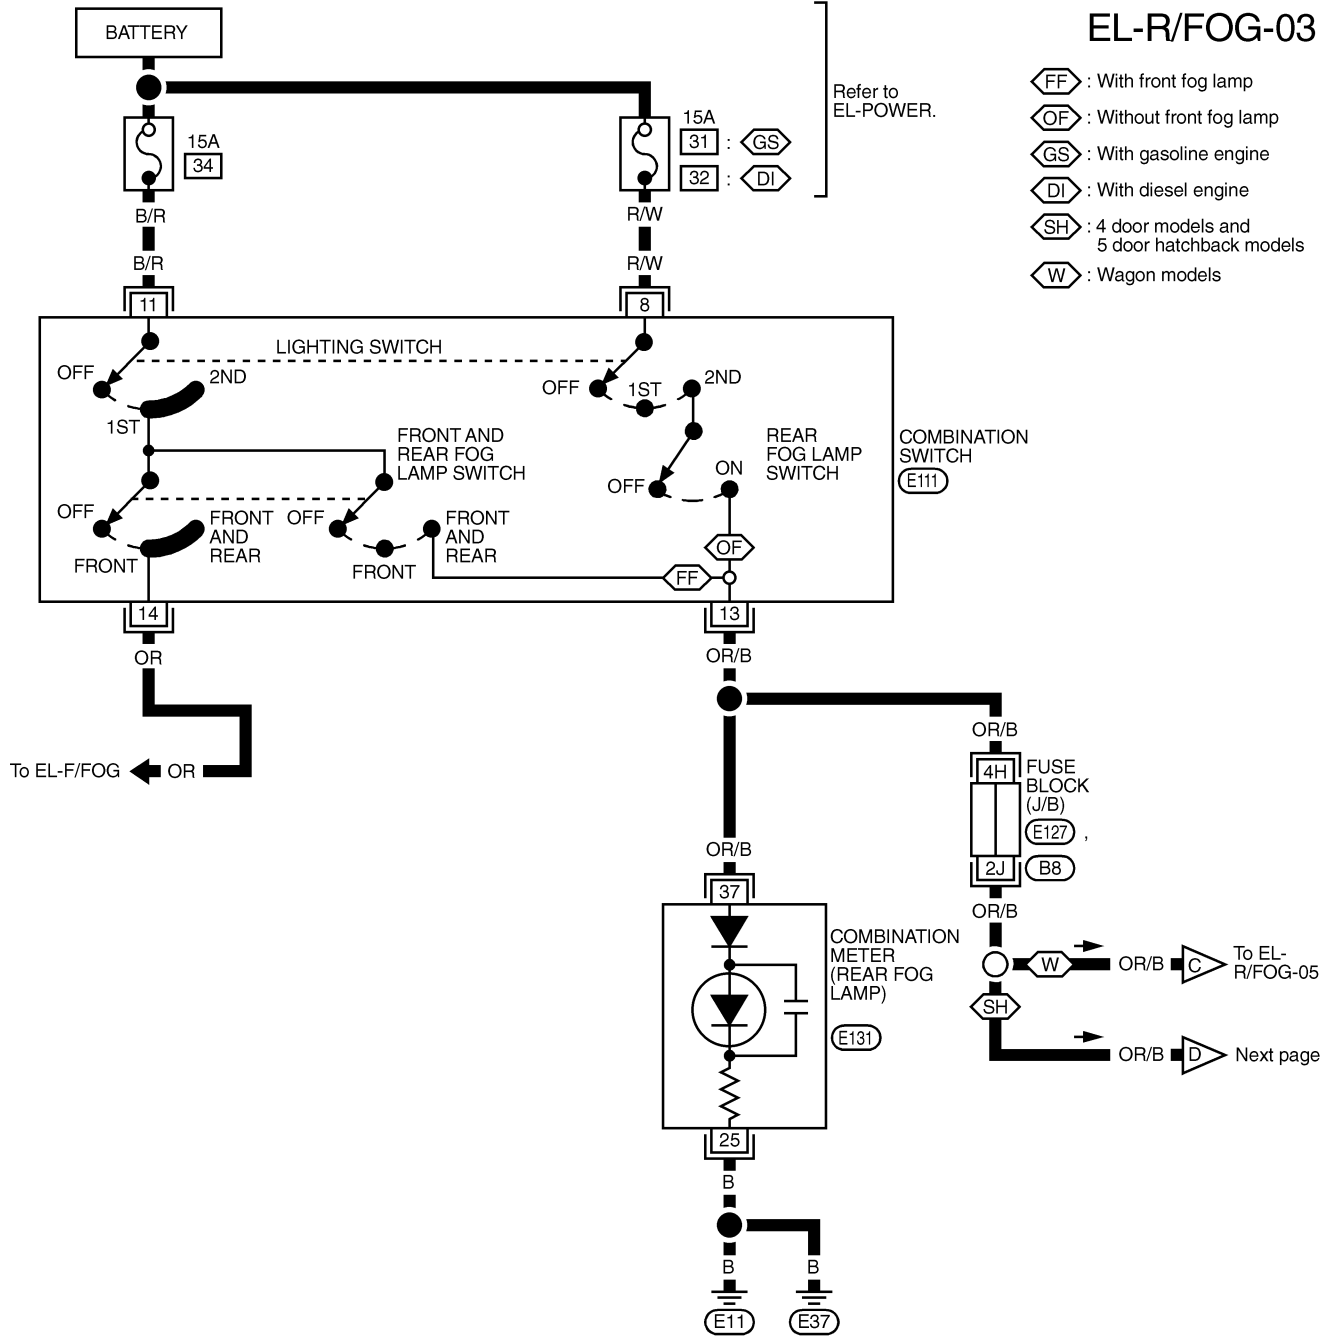 EL-R/FOG-03
BATTERY
Refer to
EL-POWER.
FF : With front fog lamp
OF : Without front fog lamp
GS : With gasoline engine
DI : With diesel engine
SH : 4 door models and
5 door hatchback models
W : Wagon models
15A
34
15A
31 : GS
32 : DI
B/R
R/W
B/R
R/W
11
8
LIGHTING SWITCH
OFF
2ND
1ST
OFF
1ST
2ND
FRONT AND
REAR FOG
LAMP SWITCH
REAR
FOG LAMP
SWITCH
COMBINATION
SWITCH
E111
OFF
ON
OFF
FRONT
AND
REAR
FRONT
OFF
FRONT
AND
REAR
FRONT
OF
FF
14
13
OR
OR/B
To EL-F/FOG
OR
OR/B
4H
FUSE
BLOCK
(J/B)
E127 ,
2J
B8
OR/B
OR/B
37
COMBINATION
METER
(REAR FOG
LAMP)
E131
W
OR/B
C
To EL-
R/FOG-05
SH
OR/B
D
Next page
25
B
B
B
E11
E37